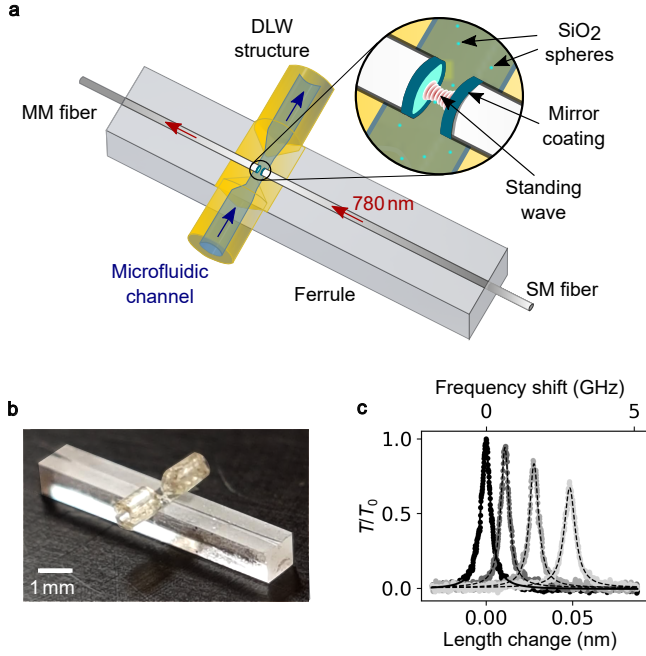 a
DLW
structure
SiO2
spheres
MM fiber
Mirror
coating
780 nm
Standing
wave
Microfluidic
channel
Ferrule
SM fiber
b
1 mm
c
Frequency shift (GHz)
0 5
1.0
0.5
0.0
T/T0
0.00 0.05
Length change (nm)